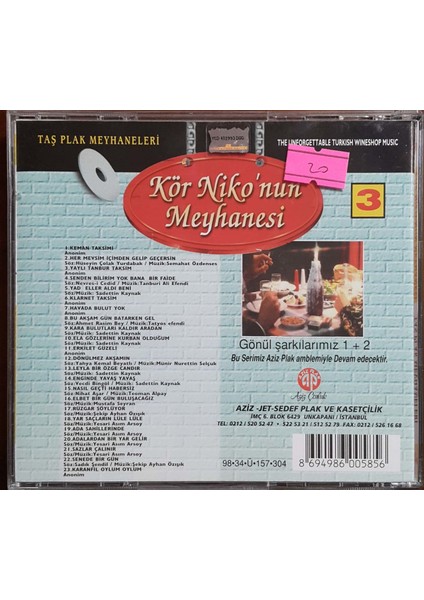 TAŞ PLAK MEYHANELERİ
THE UNFORGETTABLE TURKISH WINESHOP MUSIC
20
Kör Niko'nun
Meyhanesi
3
1.KEMAN TAKSİMİ
Anonim
2.HER MEVSİM İÇİMDEN GELİP GEÇERSİN
Söz:Hüseyin Çolak Yurdabak / Müzik:Semahat Özdenses
3.YAYLI TANBUR TAKSİM
Anonim
4.SENDEN BİLİRİM YOK BANA BİR FAİDE
Söz:Nevres-i Cedid / Müzik:Tanburi Ali Efendi
5.YAD ELLER ALDI BENİ
Söz/Müzik: Sadettin Kaynak
6.KLARNET TAKSİM
Anonim
7.HAVADA BULUT YOK
Anonim
8.BU AKŞAM GÜN BATARKEN GEL
Söz:Ahmet Rasim Bey / Müzik:Tatyos efendi
9.KARA BULUTLARI KALDIR ARADAN
Söz/Müzik: Sadettin Kaynak
10.ELA GÖZLERİNE KURBAN OLDUĞUM
Söz/Müzik: Sadettin Kaynak
11.ERKİLET GÜZELİ
Anonim
12.DÖNÜLMEZ AKŞAMIN
Söz:Yahya Kemal Beyatlı / Müzik:Münir Nurettin Selçuk
13.LEYLA BİR ÖZGE CANDIR
Söz/Müzik: Sadettin Kaynak
14.ENGİNDE YAVAŞ YAVAŞ
Söz:Vecdi Bingöl / Müzik: Sadettin Kaynak
15.NASIL GEÇTİ HABERSİZ
Söz:Nihat Aşar / Müzik:Teoman Alpay
16.ELBET BİR GÜN BULUŞACAĞIZ
Söz/Müzik:Mustafa Seyran
17.RÜZGAR SÖYLÜYOR
Söz/Müzik:Şekip Ayhan Özışık
18.YAR SAÇLARIN LÜLE LÜLE
Söz/Müzik:Yesari Asım Arsoy
19.ADA SAHİLLERİNDE
Söz/Müzik:Yesari Asım Arsoy
20.ADALARDAN BİR YAR GELİR
Söz/Müzik:Yesari Asım Arsoy
21.SAZLAR ÇALINIR
Söz/Müzik:Yesari Asım Arsoy
22.SENEDE BİR GÜN
Söz:Sadık Şendil / Müzik:Şekip Ayhan Özışık
23.KARANFİL OYLUM OYLUM
Anonim
Gönül şarkılarımız 1 + 2
Bu Serimiz Aziz Plak amblemiyle Devam edecektir.
AZİZ -JET-SEDEF PLAK VE KASETÇİLİK
İMÇ 6. BLOK 6429 UNKAPANI / İSTANBUL
TEL: 0212 / 520 52 47 - 522 53 21 / 512 52 79 FAX: 0212 / 526 16 68
98•34•Ü•157•304
8 694986 005856